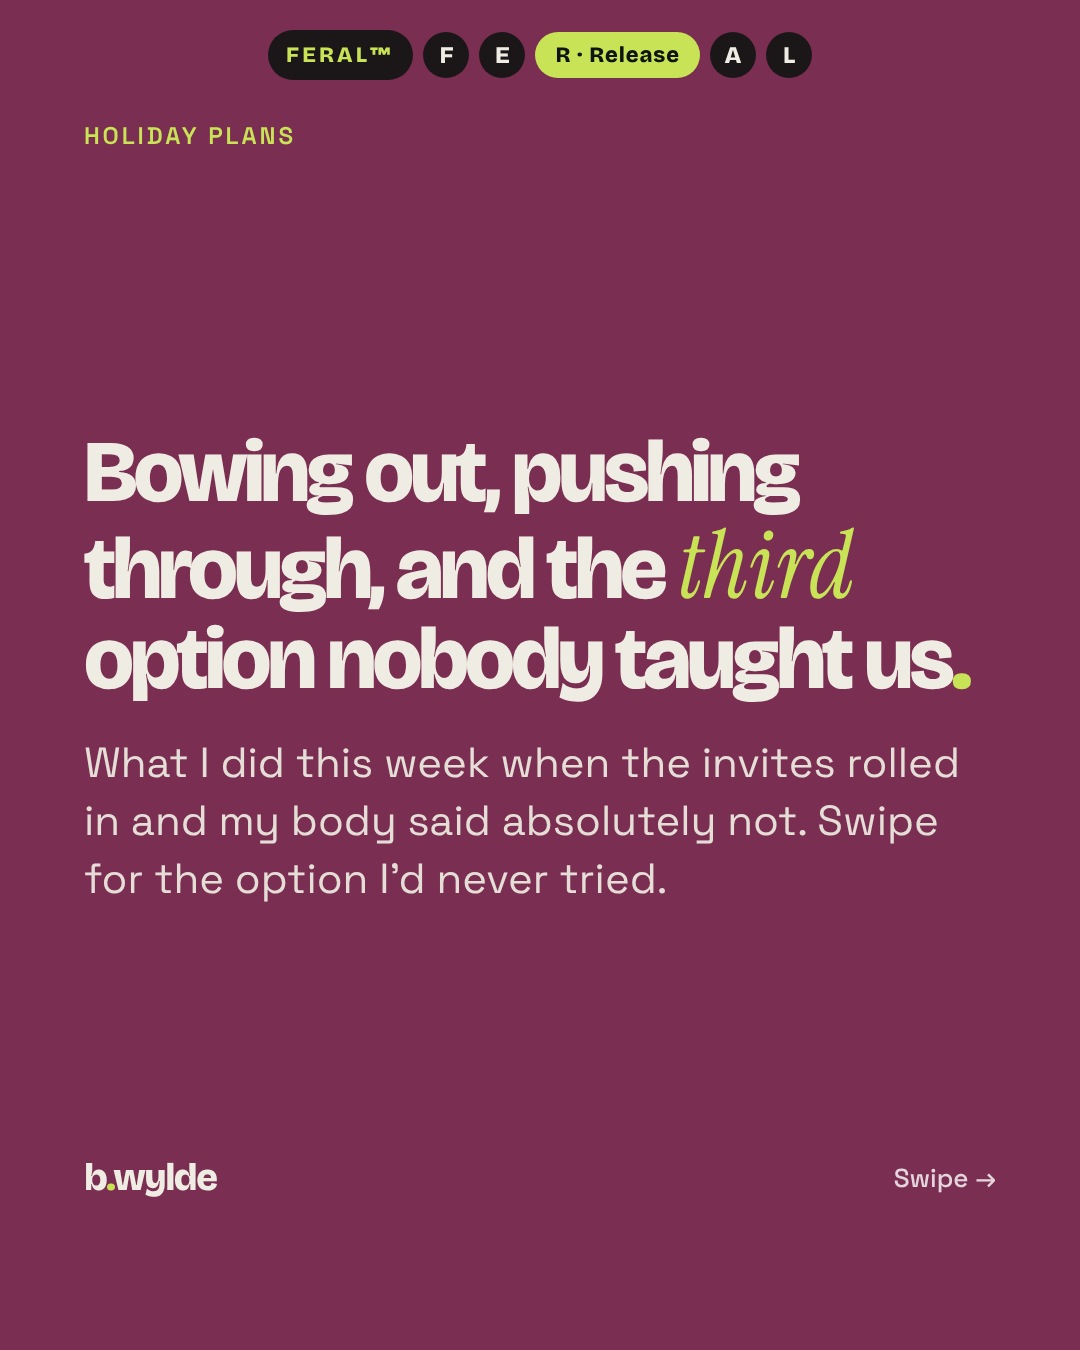 FERAL™ F E R · Release A L
HOLIDAY PLANS
Bowing out, pushing
through, and the third
option nobody taught us.
What I did this week when the invites rolled
in and my body said absolutely not. Swipe
for the option I’d never tried.
b.wylde
Swipe →